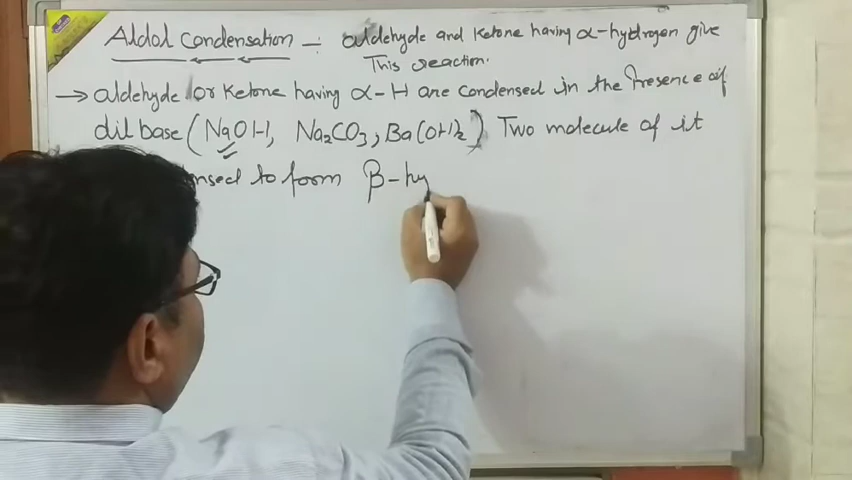 Aldol Condensation :- aldehyde and Ketone having α-hydrogen give
This reaction.
→ aldehyde or Ketone having α-H are condensed in the Presence of
dil base (NaOH, Na₂CO₃, Ba(OH)₂) Two molecule of it
to form β-hy